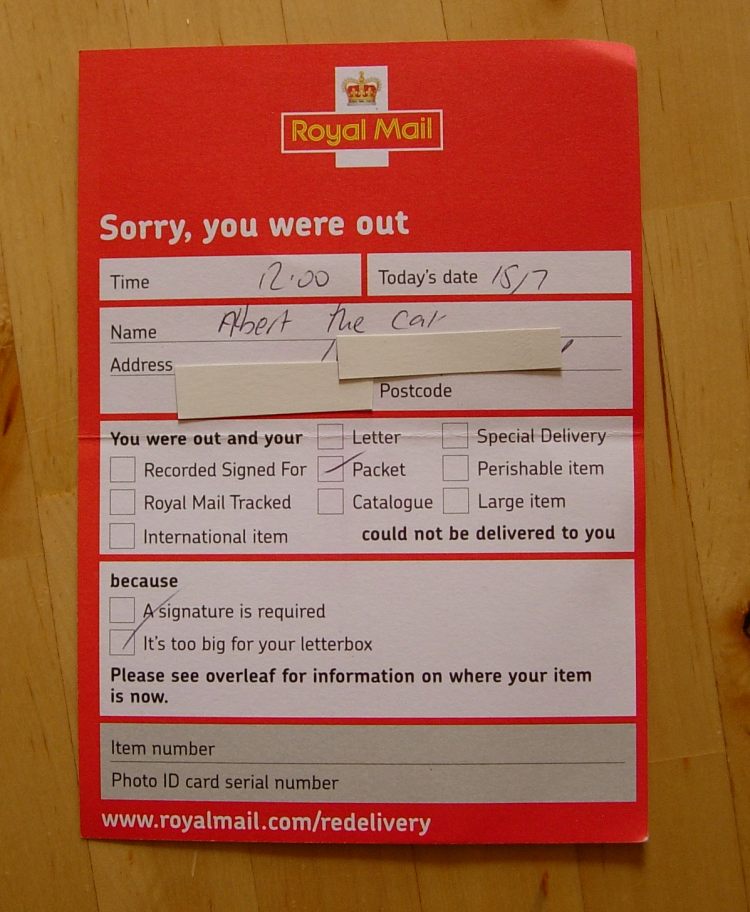 Royal Mail
Sorry, you were out
Time 12.00 Today's date 15/7
Name Albert the Cat
Address
Postcode
You were out and your Letter Special Delivery
Recorded Signed For Packet Perishable item
Royal Mail Tracked Catalogue Large item
International item could not be delivered to you
because
A signature is required
It's too big for your letterbox
Please see overleaf for information on where your item
is now.
Item number
Photo ID card serial number
www.royalmail.com/redelivery